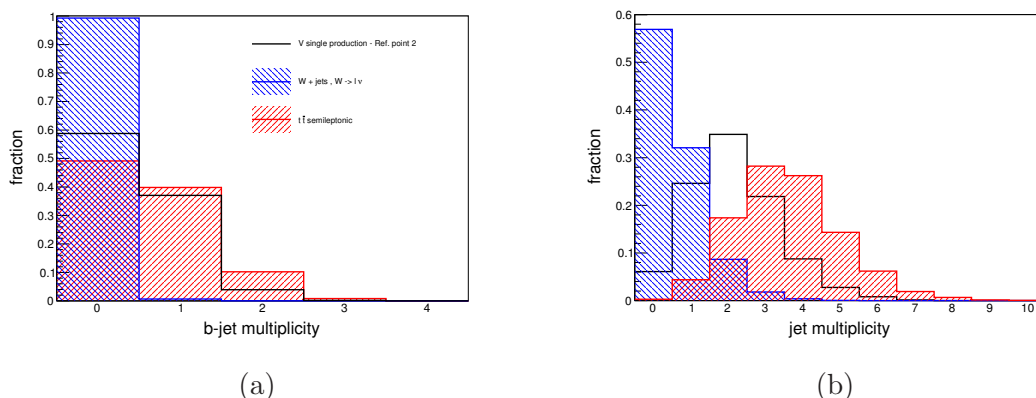 fraction
1
0.9
0.8
0.7
0.6
0.5
0.4
0.3
0.2
0.1
0
V single production - Ref. point 2
W + jets , W -> l ν
t t̄ semileptonic
0 1 2 3 4
b-jet multiplicity
(a)
fraction
0.6
0.5
0.4
0.3
0.2
0.1
0
0 1 2 3 4 5 6 7 8 9 10
jet multiplicity
(b)